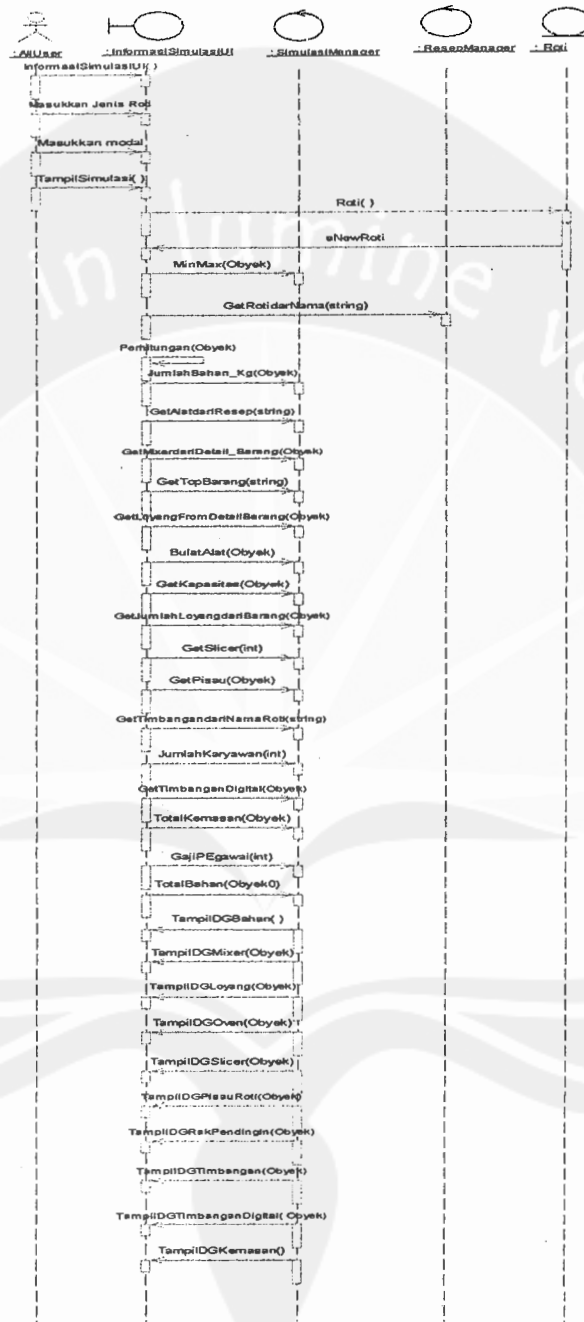 : AllUser
: InformasiSimulasiUI
: SimulasiManager
: ResepManager
: Roti
InformasiSimulasiUI( )
Masukkan Jenis Roti
Masukkan modal
TampilSimulasi( )
Roti( )
eNewRoti
MinMax(Obyek)
GetRotidariNama(string)
Perhitungan(Obyek)
JumlahBahan_Kg(Obyek)
GetAlatdariResep(string)
GetMixerdariDetail_Barang(Obyek)
GetTopBarang(string)
GetLoyangFromDetailBarang(Obyek)
BulatAlat(Obyek)
GetKapasitas(Obyek)
GetJumlahLoyangdariBarang(Obyek)
GetSlicer(int)
GetPisau(Obyek)
GetTimbangandariNamaRoti(string)
JumlahKaryawan(int)
GetTimbanganDigital(Obyek)
TotalKemasan(Obyek)
GajiPEgawai(int)
TotalBahan(Obyek0)
TampilDGBahan( )
TampilDGMixer(Obyek)
TampilDGLoyang(Obyek)
TampilDGOven(Obyek)
TampilDGSlicer(Obyek)
TampilDGPisauRoti(Obyek)
TampilDGRakPendingin(Obyek)
TampilDGTimbangan(Obyek)
TampilDGTimbanganDigital( Obyek)
TampilDGKemasan()
in lumine ve